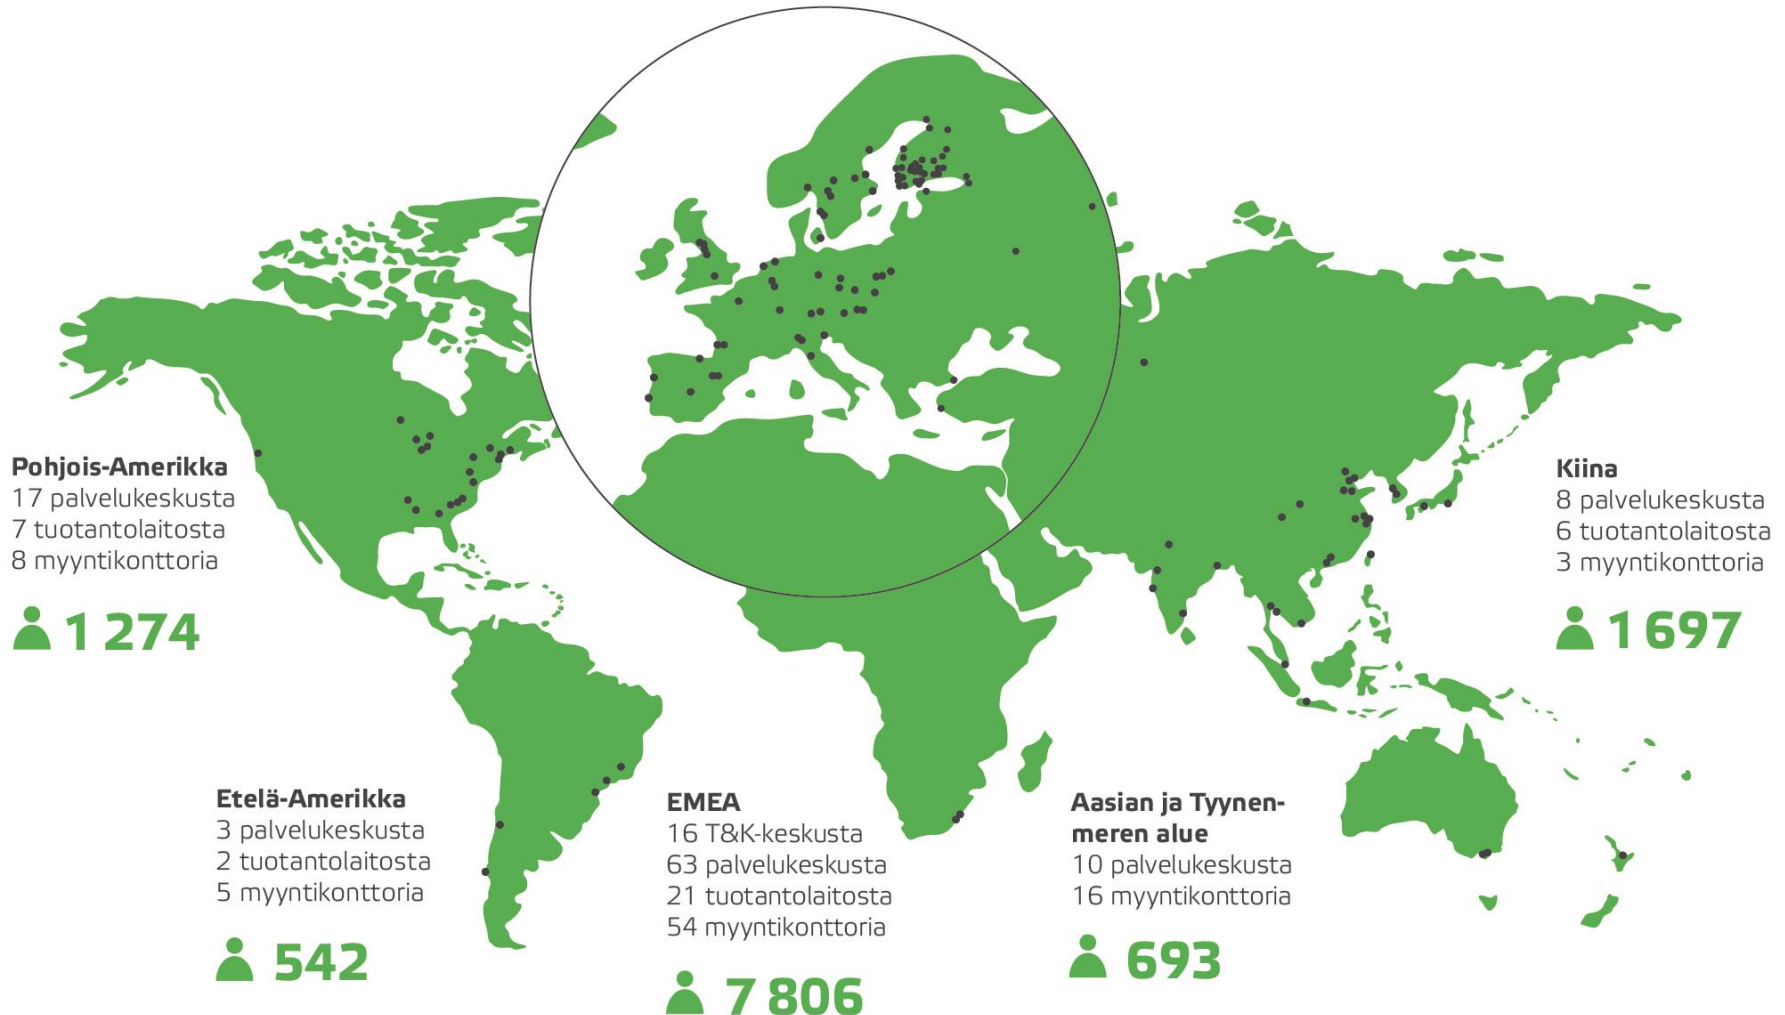 Pohjois-Amerikka
17 palvelukeskusta
7 tuotantolaitosta
8 myyntikonttoria
1 274
Etelä-Amerikka
3 palvelukeskusta
2 tuotantolaitosta
5 myyntikonttoria
542
EMEA
16 T&K-keskusta
63 palvelukeskusta
21 tuotantolaitosta
54 myyntikonttoria
7 806
Aasian ja Tyynen-
meren alue
10 palvelukeskusta
16 myyntikonttoria
693
Kiina
8 palvelukeskusta
6 tuotantolaitosta
3 myyntikonttoria
1 697